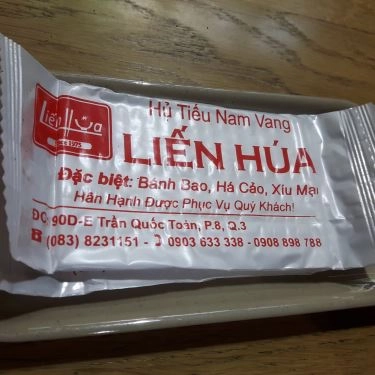 Liến Húa
SINCE 1975
Hủ Tiếu Nam Vang
LIẾN HÚA
Đặc biệt: Bánh Bao, Há Cảo, Xíu Mại
Hân Hạnh Được Phục Vụ Quý Khách!
ĐC: 90D-E Trần Quốc Toản, P.8, Q.3
(083) 8231151 - 0903 633 338 - 0908 898 788